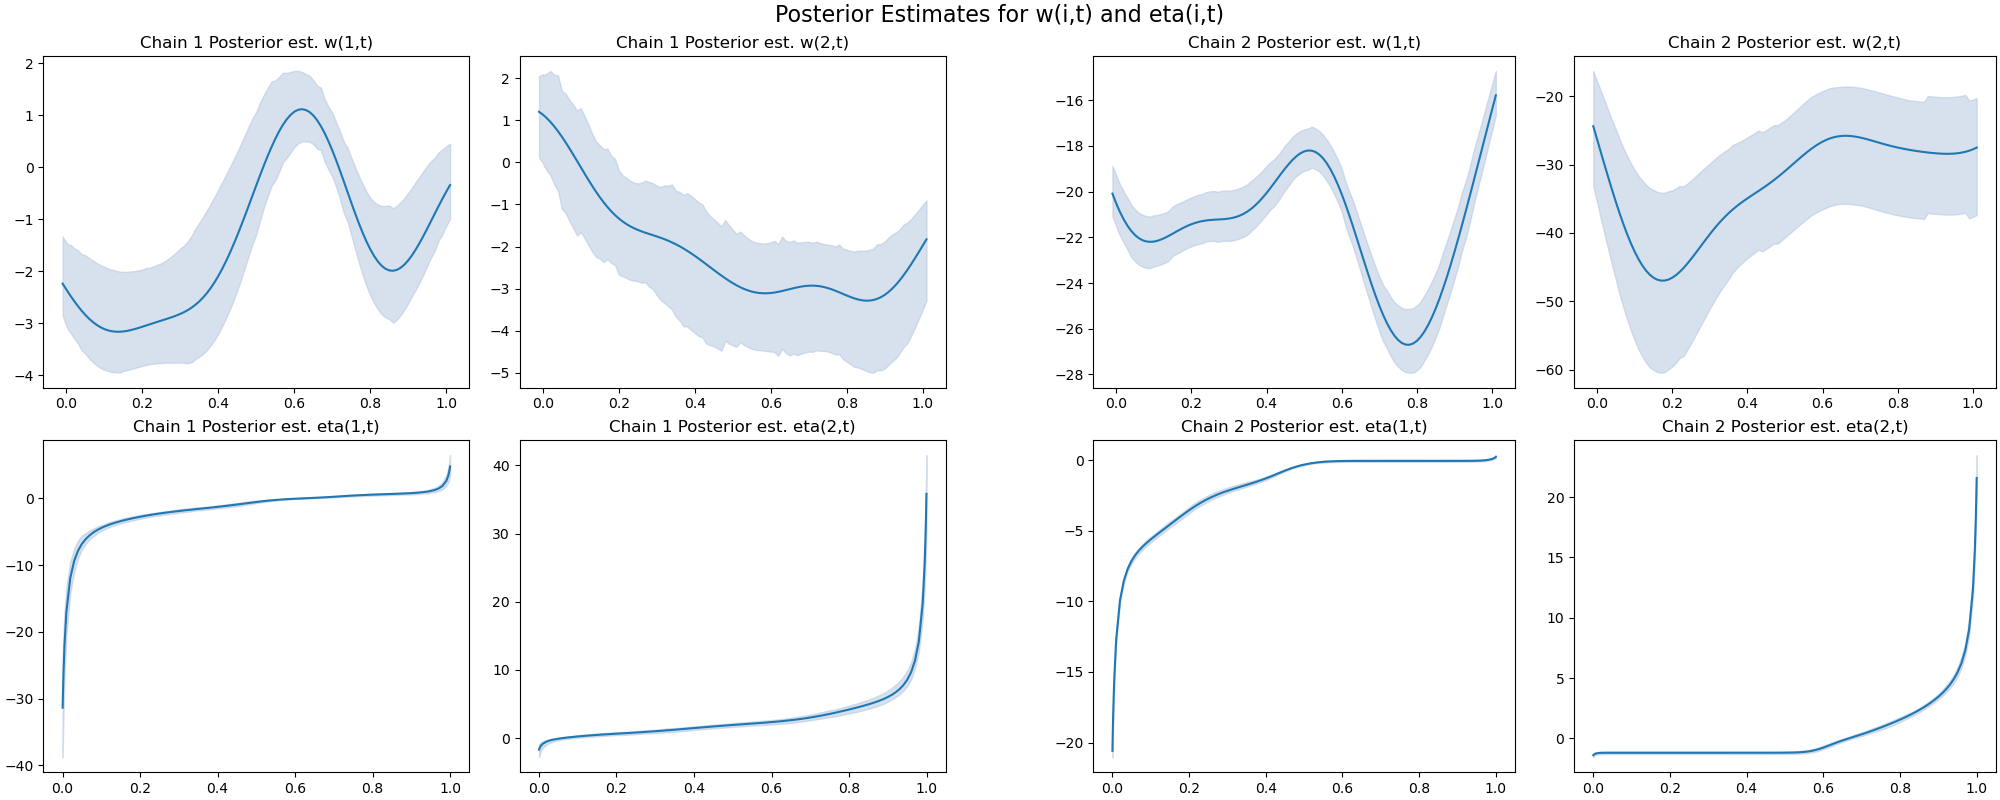 Posterior Estimates for w(i,t) and eta(i,t)
Chain 1 Posterior est. w(1,t)
2
1
0
−1
−2
−3
−4
0.0 0.2 0.4 0.6 0.8 1.0
Chain 1 Posterior est. w(2,t)
2
1
0
−1
−2
−3
−4
−5
0.0 0.2 0.4 0.6 0.8 1.0
Chain 2 Posterior est. w(1,t)
−16
−18
−20
−22
−24
−26
−28
0.0 0.2 0.4 0.6 0.8 1.0
Chain 2 Posterior est. w(2,t)
−20
−30
−40
−50
−60
0.0 0.2 0.4 0.6 0.8 1.0
Chain 1 Posterior est. eta(1,t)
0
−10
−20
−30
−40
0.0 0.2 0.4 0.6 0.8 1.0
Chain 1 Posterior est. eta(2,t)
40
30
20
10
0
0.0 0.2 0.4 0.6 0.8 1.0
Chain 2 Posterior est. eta(1,t)
0
−5
−10
−15
−20
0.0 0.2 0.4 0.6 0.8 1.0
Chain 2 Posterior est. eta(2,t)
20
15
10
5
0
0.0 0.2 0.4 0.6 0.8 1.0